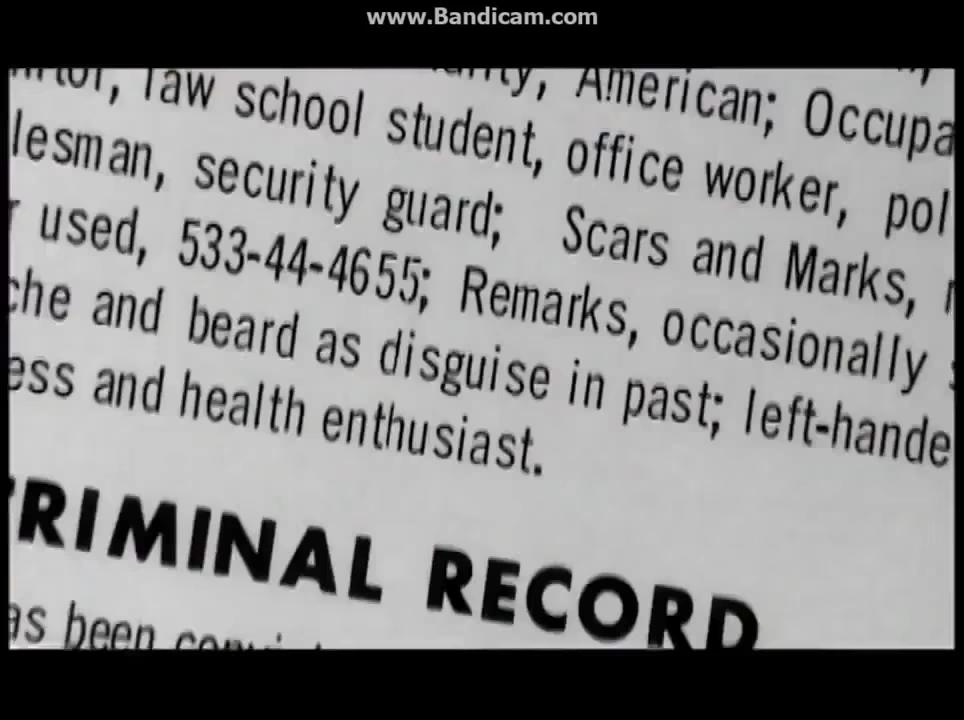 www.Bandicam.com
American; Occupa
law school student, office worker, pol
lesman, security guard; Scars and Marks,
used, 533-44-4655; Remarks, occasionally
che and beard as disguise in past; left-hande
ess and health enthusiast.
RIMINAL RECORD
as been